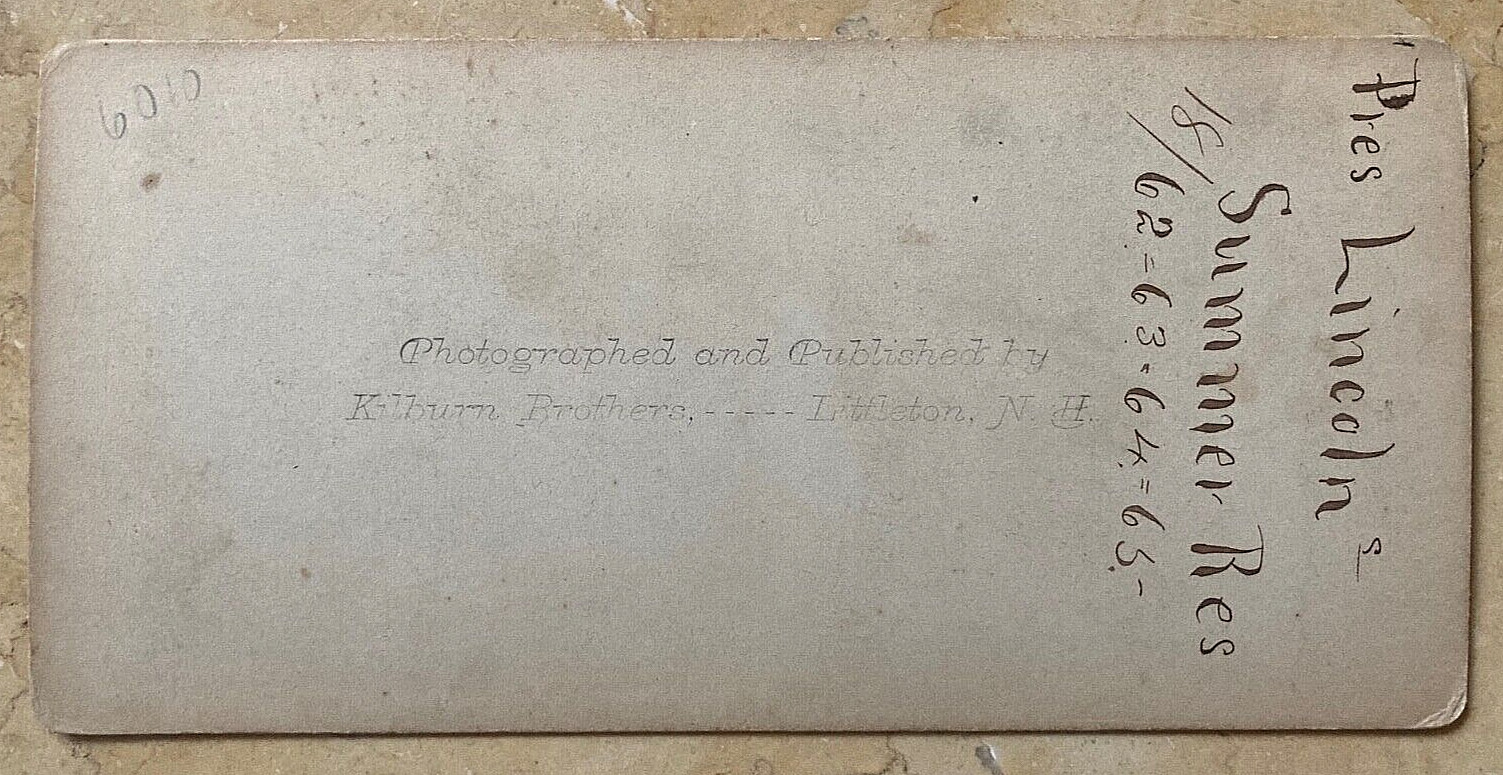 6010
Photographed and Published by
Kilburn Brothers, ----- Littleton, N. H.
"Pres Lincoln s
Summer Res
18/62.=63.=64.=65.-